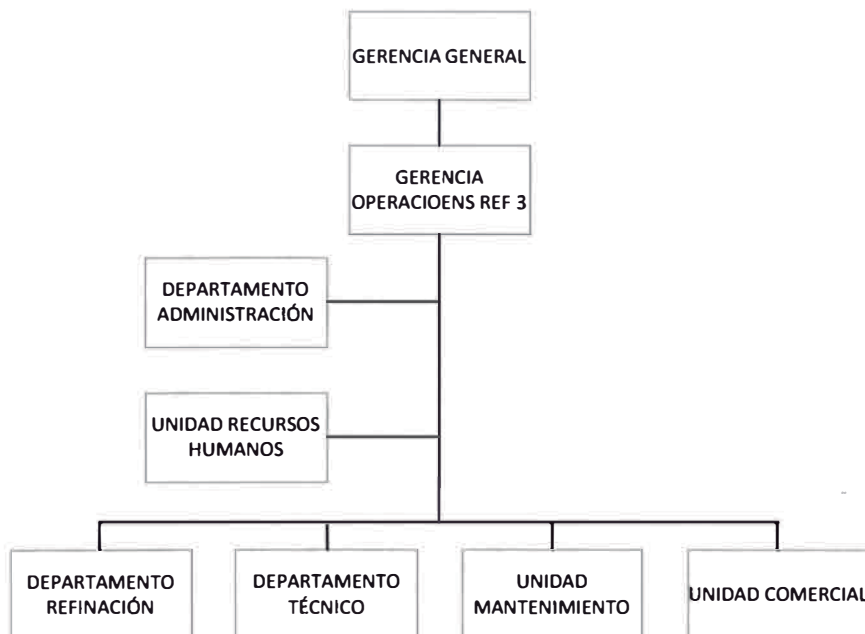 GERENCIA GENERAL
GERENCIA
OPERACIOENS REF 3
DEPARTAMENTO
ADMINISTRACIÓN
UNIDAD RECURSOS
HUMANOS
DEPARTAMENTO
REFINACIÓN
DEPARTAMENTO
TÉCNICO
UNIDAD
MANTENIMIENTO
UNIDAD COMERCIAL